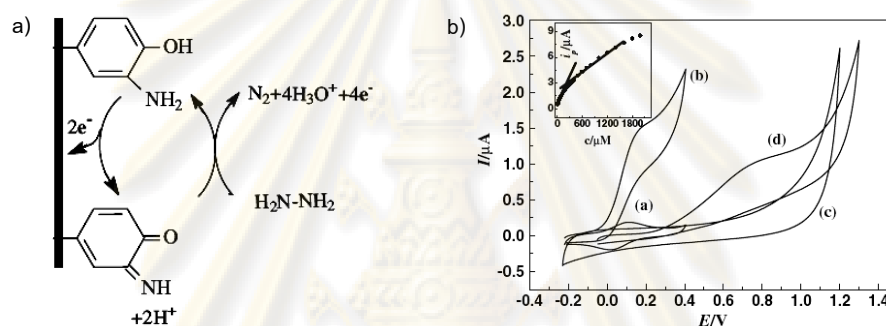 a)
OH
NH₂
2e⁻
N₂+4H₃O⁺+4e⁻
H₂N-NH₂
O
NH
+2H⁺
b)
I/μA
3.0
2.5
2.0
1.5
1.0
0.5
0.0
-0.5
-0.4 -0.2 0.0 0.2 0.4 0.6 0.8 1.0 1.2 1.4
E/V
iₚ/μA
9
6
3
0
0 600 1200 1800
c/μM
(b)
(d)
(a)
(c)